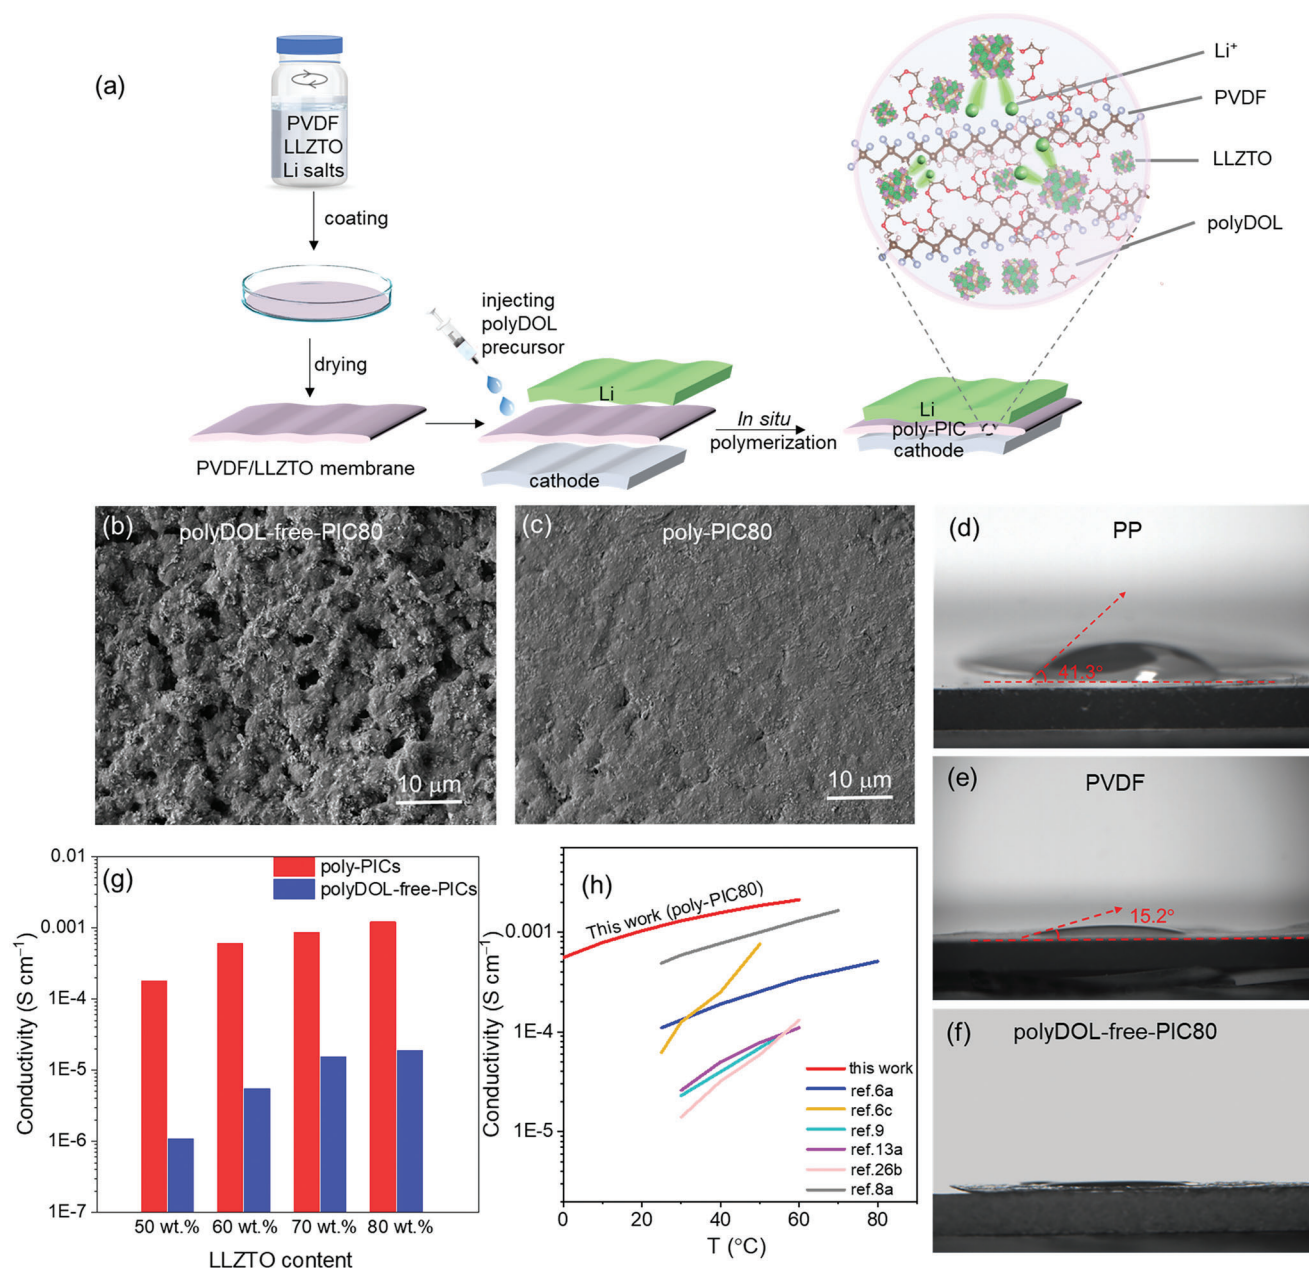 (a)
PVDF
LLZTO
Li salts
coating
drying
PVDF/LLZTO membrane
injecting
polyDOL
precursor
Li
cathode
In situ
polymerization
Li
poly-PIC
cathode
Li⁺
PVDF
LLZTO
polyDOL
(b)
polyDOL-free-PIC80
10 μm
(c)
poly-PIC80
10 μm
(d)
PP
41.3°
(e)
PVDF
15.2°
(f)
polyDOL-free-PIC80
(g)
poly-PICs
polyDOL-free-PICs
Conductivity (S cm⁻¹)
0.01
0.001
1E-4
1E-5
1E-6
1E-7
50 wt.% 60 wt.% 70 wt.% 80 wt.%
LLZTO content
(h)
This work (poly-PIC80)
Conductivity (S cm⁻¹)
0.001
1E-4
1E-5
this work
ref.6a
ref.6c
ref.9
ref.13a
ref.26b
ref.8a
0 20 40 60 80
T (°C)